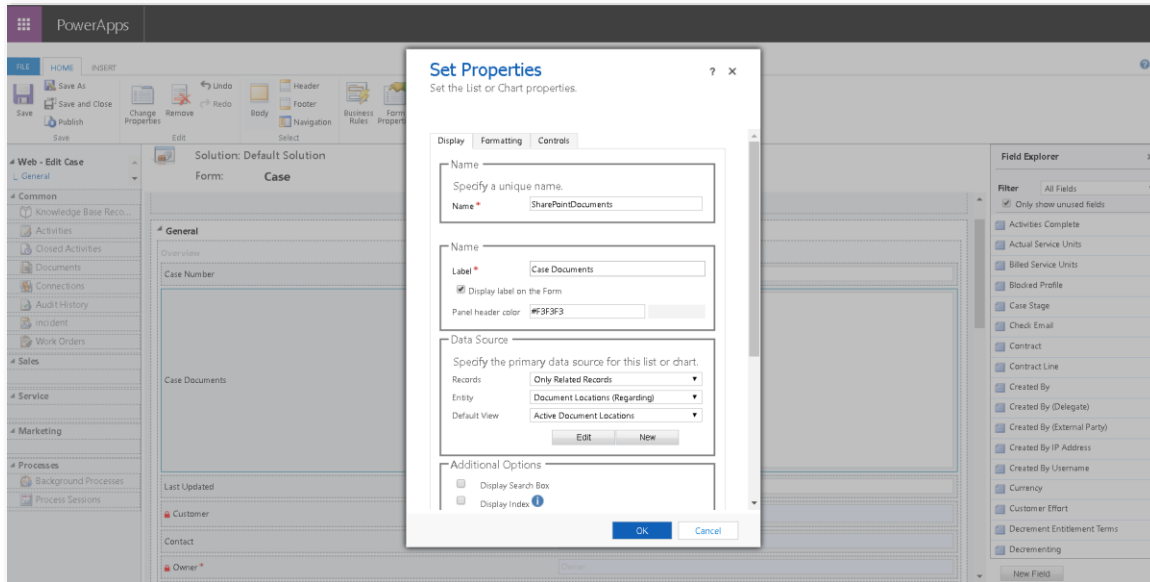 PowerApps
FILE
HOME
INSERT
Save
Save As
Save and Close
Publish
Save
Change
Properties
Remove
Undo
Redo
Edit
Body
Header
Footer
Navigation
Select
Business
Rules
Form
Propert
Web - Edit Case
General
Common
Knowledge Base Reco...
Activities
Closed Activities
Documents
Connections
Audit History
incident
Work Orders
Sales
Service
Marketing
Processes
Background Processes
Process Sessions
Solution: Default Solution
Form: Case
General
Overview
Case Number
Case Documents
Last Updated
Customer
Contact
Owner *
Owner
Set Properties
? ×
Set the List or Chart properties.
Display Formatting Controls
Name
Specify a unique name.
Name * SharePointDocuments
Name
Label * Case Documents
Display label on the Form
Panel header color #F3F3F3
Data Source
Specify the primary data source for this list or chart.
Records Only Related Records
Entity Document Locations (Regarding)
Default View Active Document Locations
Edit New
Additional Options
Display Search Box
Display Index
OK Cancel
Field Explorer
Filter All Fields
Only show unused fields
Activities Complete
Actual Service Units
Billed Service Units
Blocked Profile
Case Stage
Check Email
Contract
Contract Line
Created By
Created By (Delegate)
Created By (External Party)
Created By IP Address
Created By Username
Currency
Customer Effort
Decrement Entitlement Terms
Decrementing
New Field